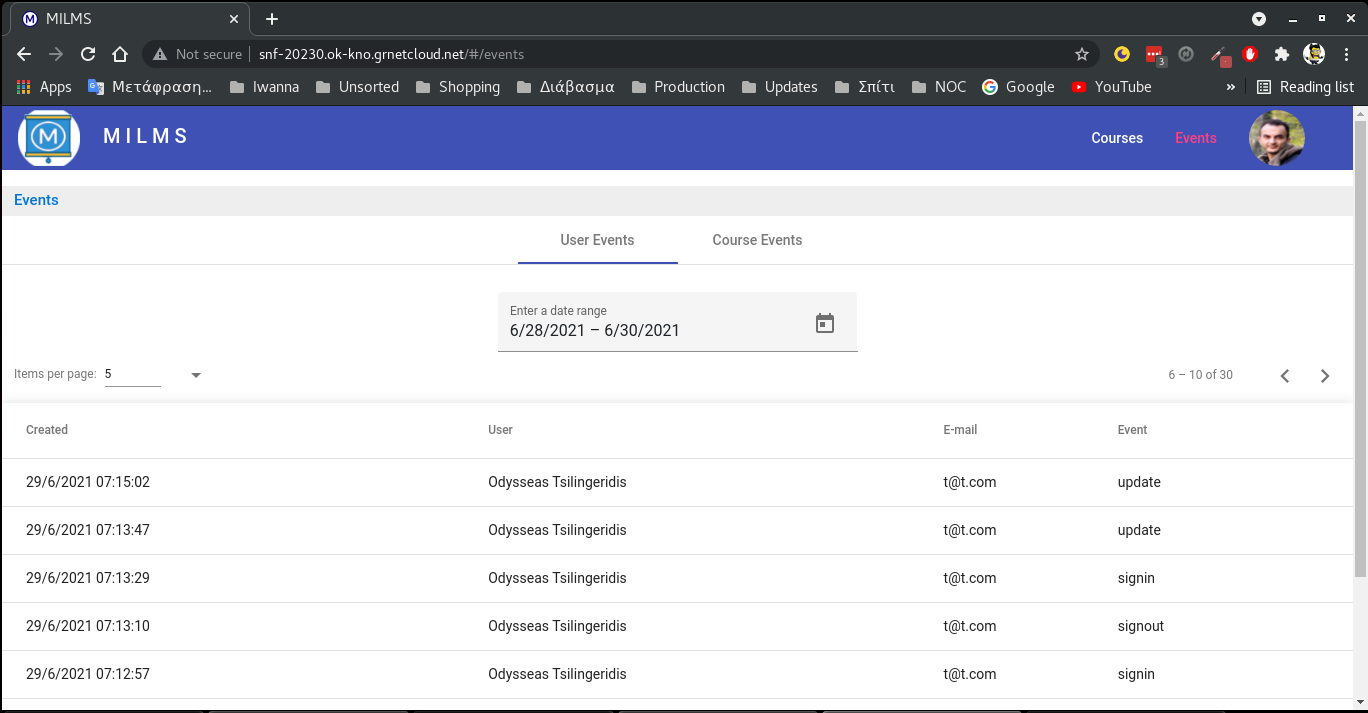 MILMS
Not secure snf-20230.ok-kno.grnetcloud.net/#/events
3
Apps Μετάφραση... Iwanna Unsorted Shopping Διάβασμα Production Updates Σπίτι NOC Google YouTube » Reading list
M MILMS Courses Events
Events
User Events Course Events
Enter a date range
6/28/2021 – 6/30/2021
Items per page: 5 6 – 10 of 30
Created User E-mail Event
29/6/2021 07:15:02 Odysseas Tsilingeridis t@t.com update
29/6/2021 07:13:47 Odysseas Tsilingeridis t@t.com update
29/6/2021 07:13:29 Odysseas Tsilingeridis t@t.com signin
29/6/2021 07:13:10 Odysseas Tsilingeridis t@t.com signout
29/6/2021 07:12:57 Odysseas Tsilingeridis t@t.com signin